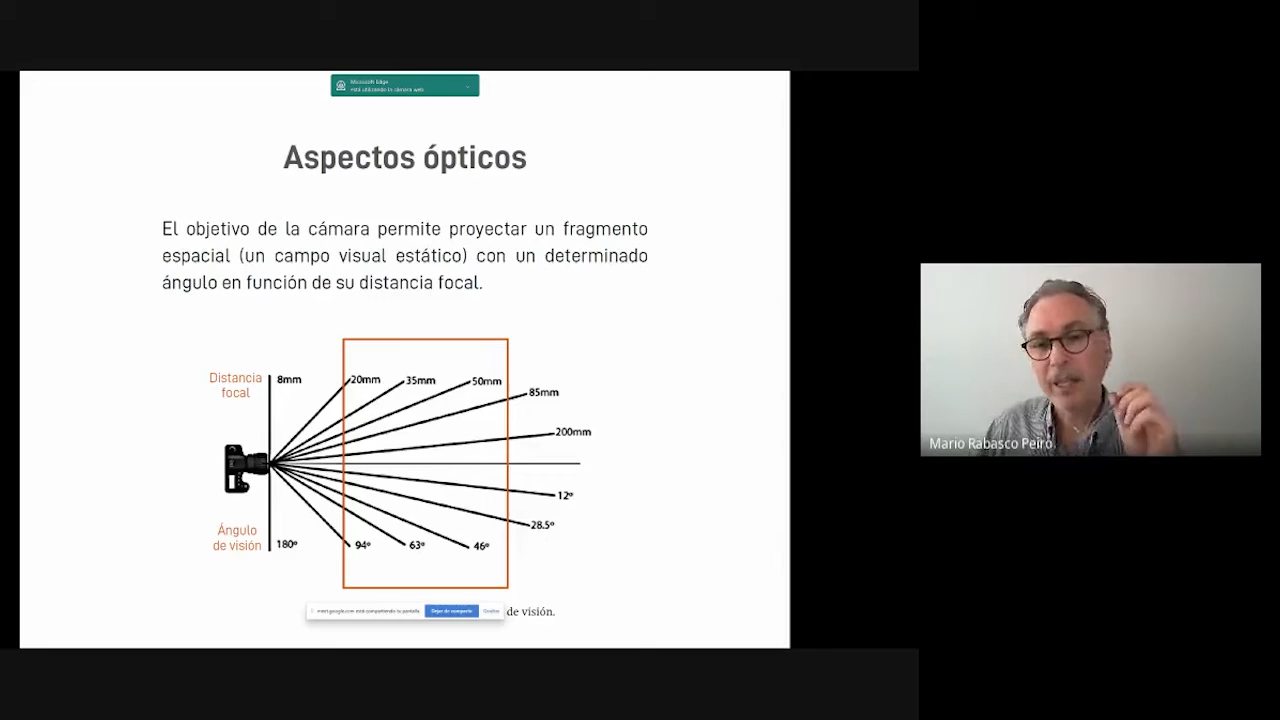 Microsoft Edge
está utilizando la cámara web
Aspectos ópticos
El objetivo de la cámara permite proyectar un fragmento
espacial (un campo visual estático) con un determinado
ángulo en función de su distancia focal.
Distancia
focal
8mm
20mm
35mm
50mm
85mm
200mm
12º
28.5º
Ángulo
de visión
180º
94º
63º
46º
meet.google.com está compartiendo tu pantalla.
Dejar de compartir
Ocultar
de visión.
Mario Rabasco Peiró